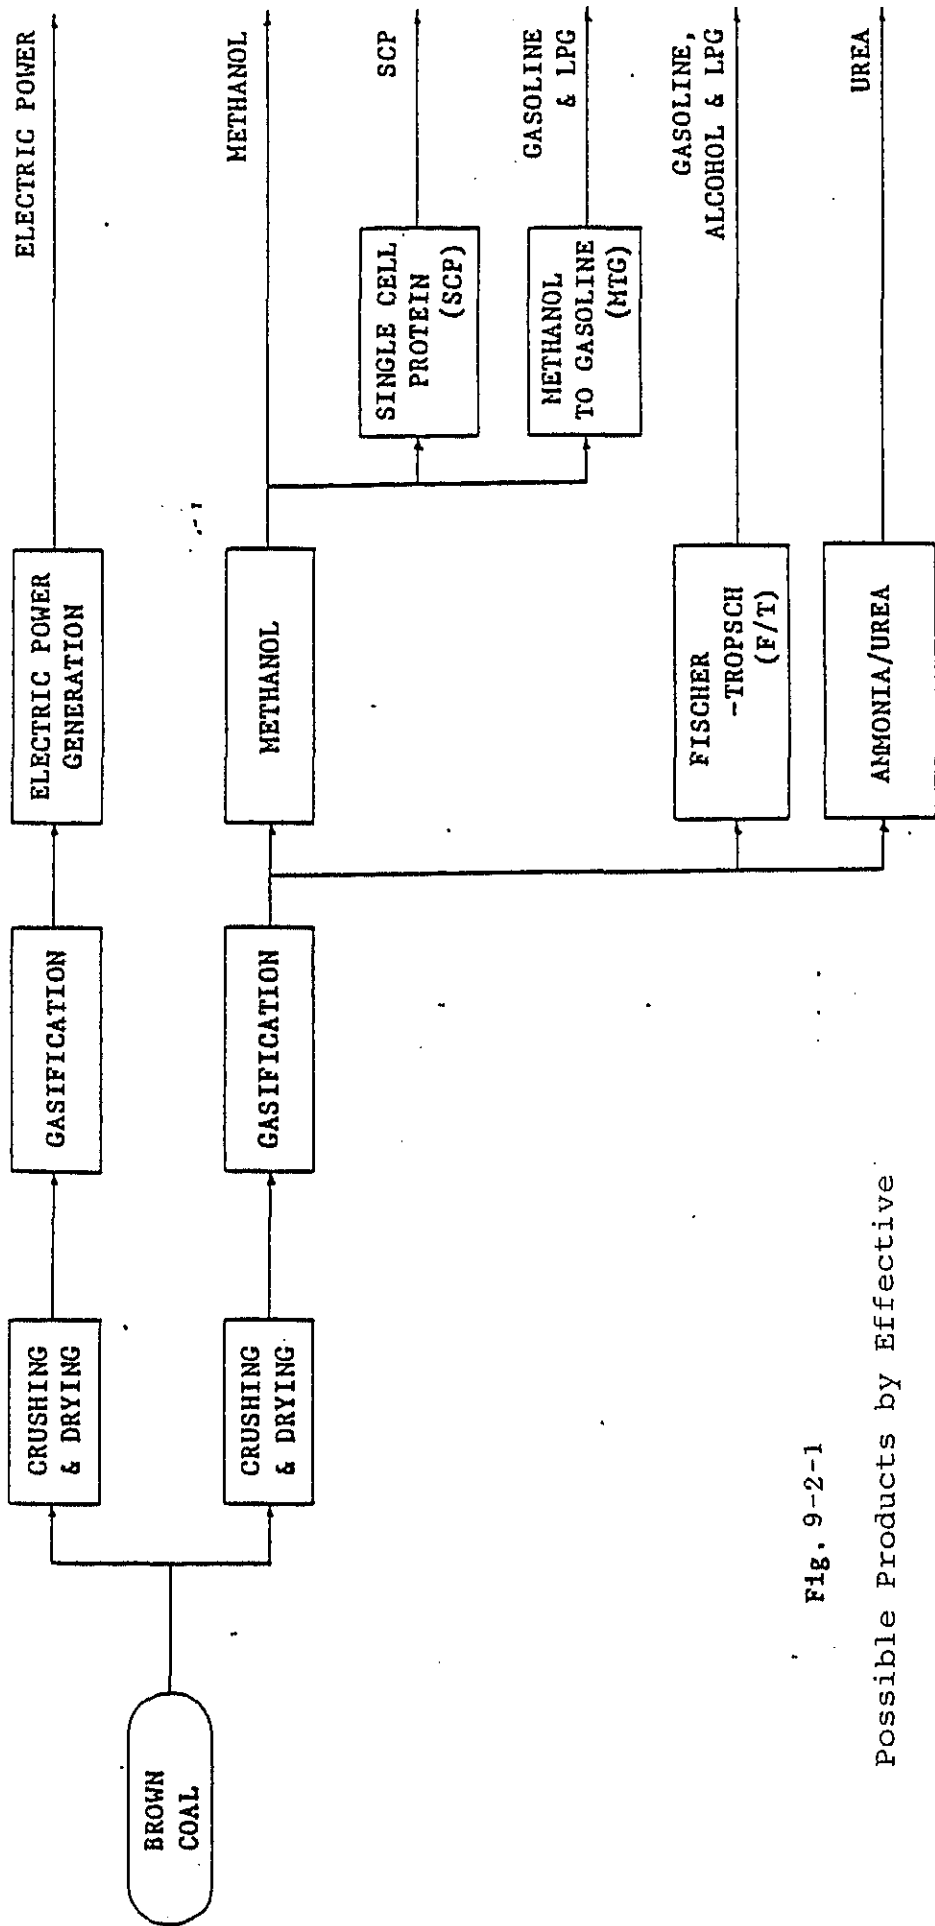 BROWN
COAL
CRUSHING
& DRYING
GASIFICATION
ELECTRIC POWER
GENERATION
ELECTRIC POWER
CRUSHING
& DRYING
GASIFICATION
METHANOL
METHANOL
SINGLE CELL
PROTEIN
(SCP)
SCP
METHANOL
TO GASOLINE
(MTG)
GASOLINE
& LPG
FISCHER
-TROPSCH
(F/T)
GASOLINE,
ALCOHOL & LPG
AMMONIA/UREA
UREA
Fig. 9-2-1
Possible Products by Effective